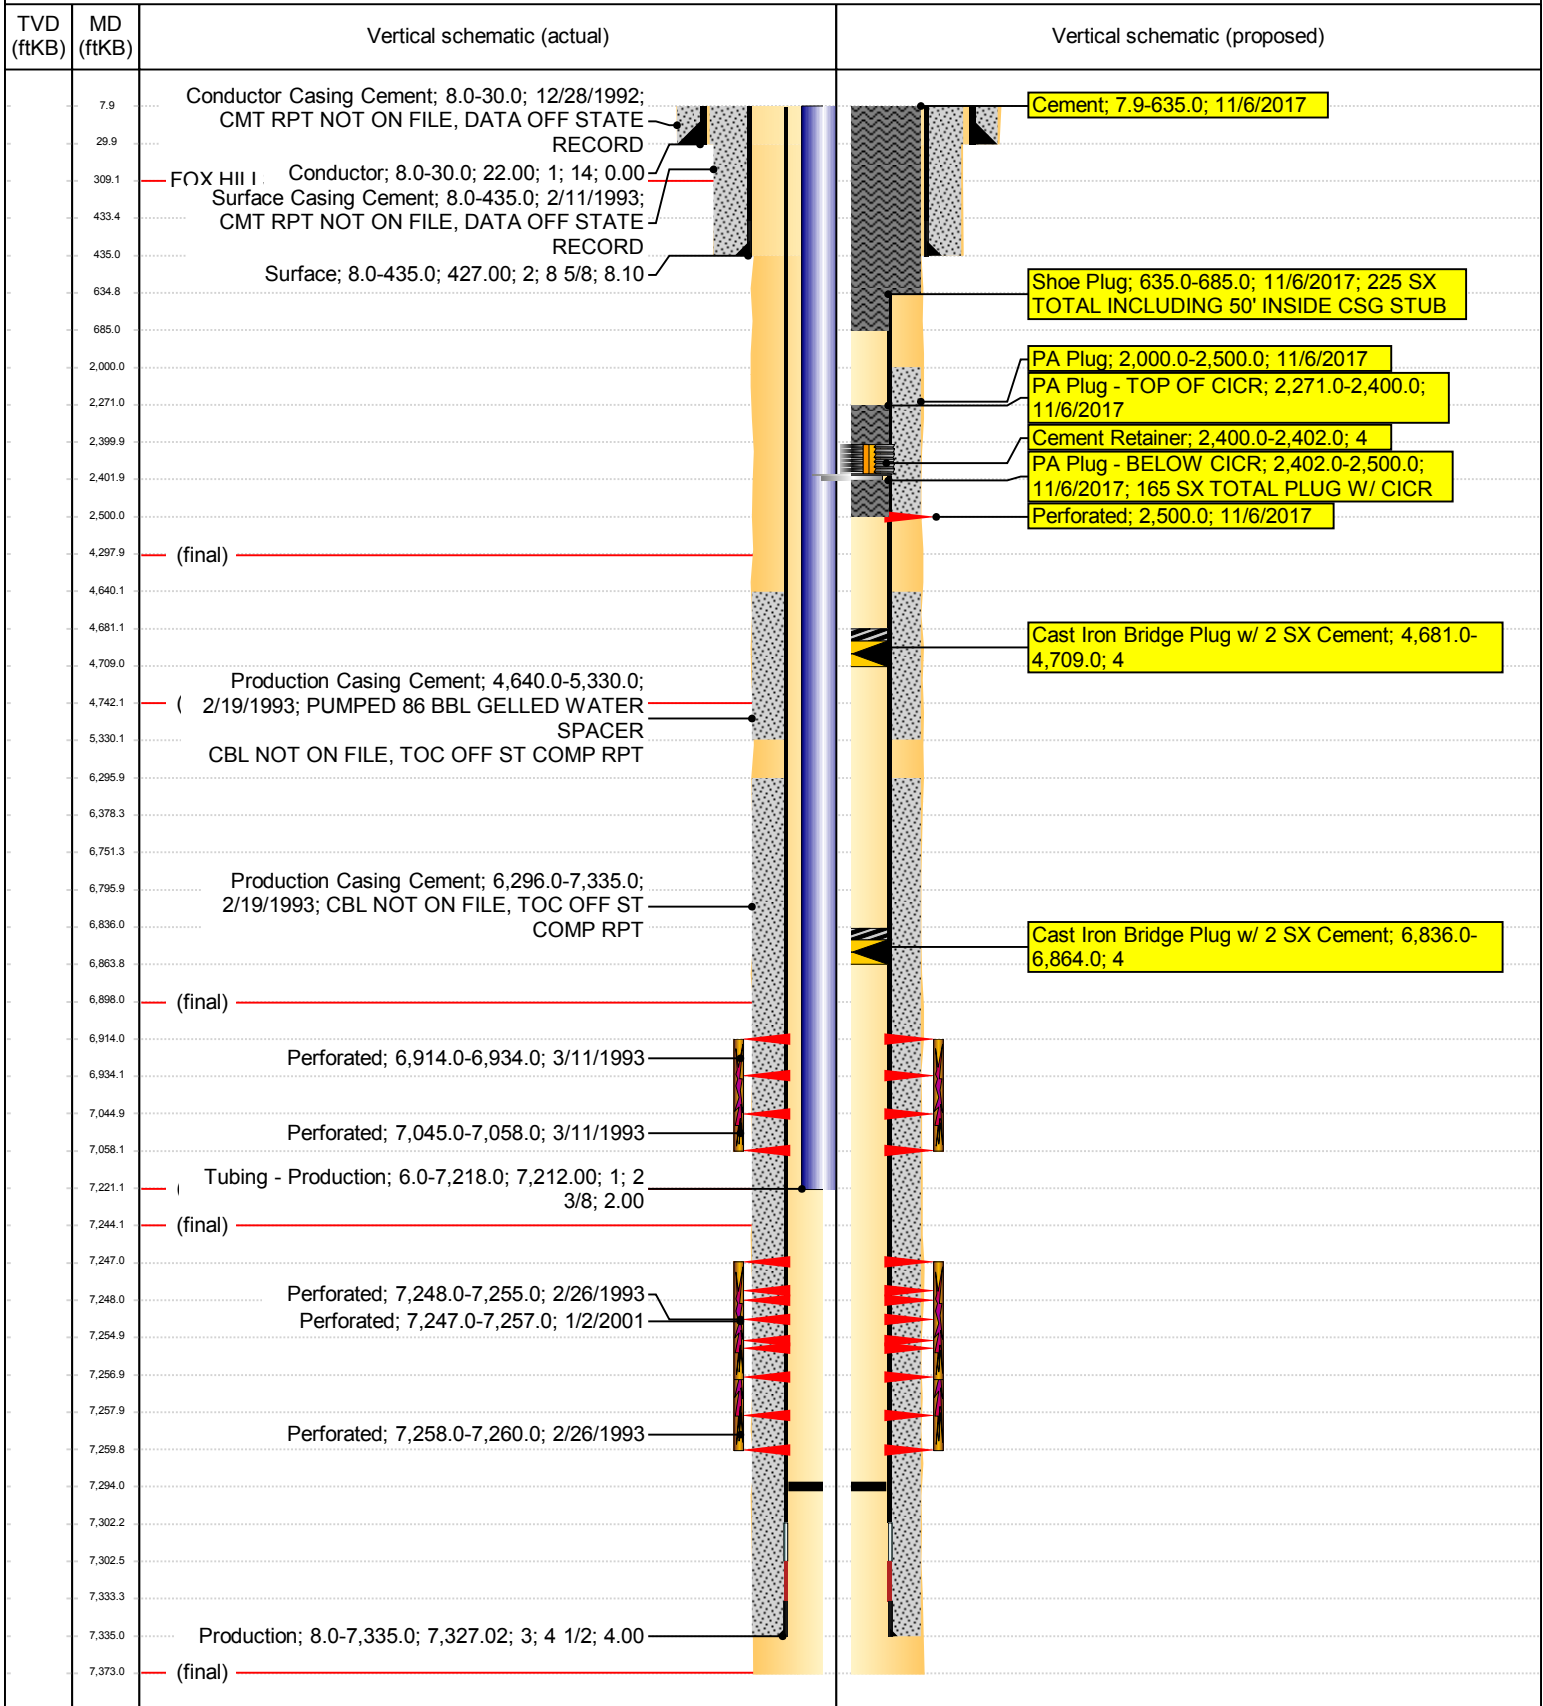 TVD (ftKB)
MD (ftKB)
Vertical schematic (actual)
Vertical schematic (proposed)
7.9
29.9
309.1
433.4
435.0
634.8
685.0
2,000.0
2,271.0
2,399.9
2,401.9
2,500.0
4,297.9
4,640.1
4,681.1
4,709.0
4,742.1
5,330.1
6,295.9
6,378.3
6,751.3
6,795.9
6,836.0
6,863.8
6,898.0
6,914.0
6,934.1
7,044.9
7,058.1
7,221.1
7,244.1
7,247.0
7,248.0
7,254.9
7,256.9
7,257.9
7,259.8
7,294.0
7,302.2
7,302.5
7,333.3
7,335.0
7,373.0
Conductor Casing Cement; 8.0-30.0; 12/28/1992;
CMT RPT NOT ON FILE, DATA OFF STATE
RECORD
FOX HILL
Conductor; 8.0-30.0; 22.00; 1; 14; 0.00
Surface Casing Cement; 8.0-435.0; 2/11/1993;
CMT RPT NOT ON FILE, DATA OFF STATE
RECORD
Surface; 8.0-435.0; 427.00; 2; 8 5/8; 8.10
(final)
Production Casing Cement; 4,640.0-5,330.0;
( 2/19/1993; PUMPED 86 BBL GELLED WATER
SPACER
CBL NOT ON FILE, TOC OFF ST COMP RPT
Production Casing Cement; 6,296.0-7,335.0;
2/19/1993; CBL NOT ON FILE, TOC OFF ST
COMP RPT
(final)
Perforated; 6,914.0-6,934.0; 3/11/1993
Perforated; 7,045.0-7,058.0; 3/11/1993
( Tubing - Production; 6.0-7,218.0; 7,212.00; 1; 2
3/8; 2.00
(final)
Perforated; 7,248.0-7,255.0; 2/26/1993
Perforated; 7,247.0-7,257.0; 1/2/2001
Perforated; 7,258.0-7,260.0; 2/26/1993
Production; 8.0-7,335.0; 7,327.02; 3; 4 1/2; 4.00
(final)
Cement; 7.9-635.0; 11/6/2017
Shoe Plug; 635.0-685.0; 11/6/2017; 225 SX
TOTAL INCLUDING 50' INSIDE CSG STUB
PA Plug; 2,000.0-2,500.0; 11/6/2017
PA Plug - TOP OF CICR; 2,271.0-2,400.0;
11/6/2017
Cement Retainer; 2,400.0-2,402.0; 4
PA Plug - BELOW CICR; 2,402.0-2,500.0;
11/6/2017; 165 SX TOTAL PLUG W/ CICR
Perforated; 2,500.0; 11/6/2017
Cast Iron Bridge Plug w/ 2 SX Cement; 4,681.0-
4,709.0; 4
Cast Iron Bridge Plug w/ 2 SX Cement; 6,836.0-
6,864.0; 4